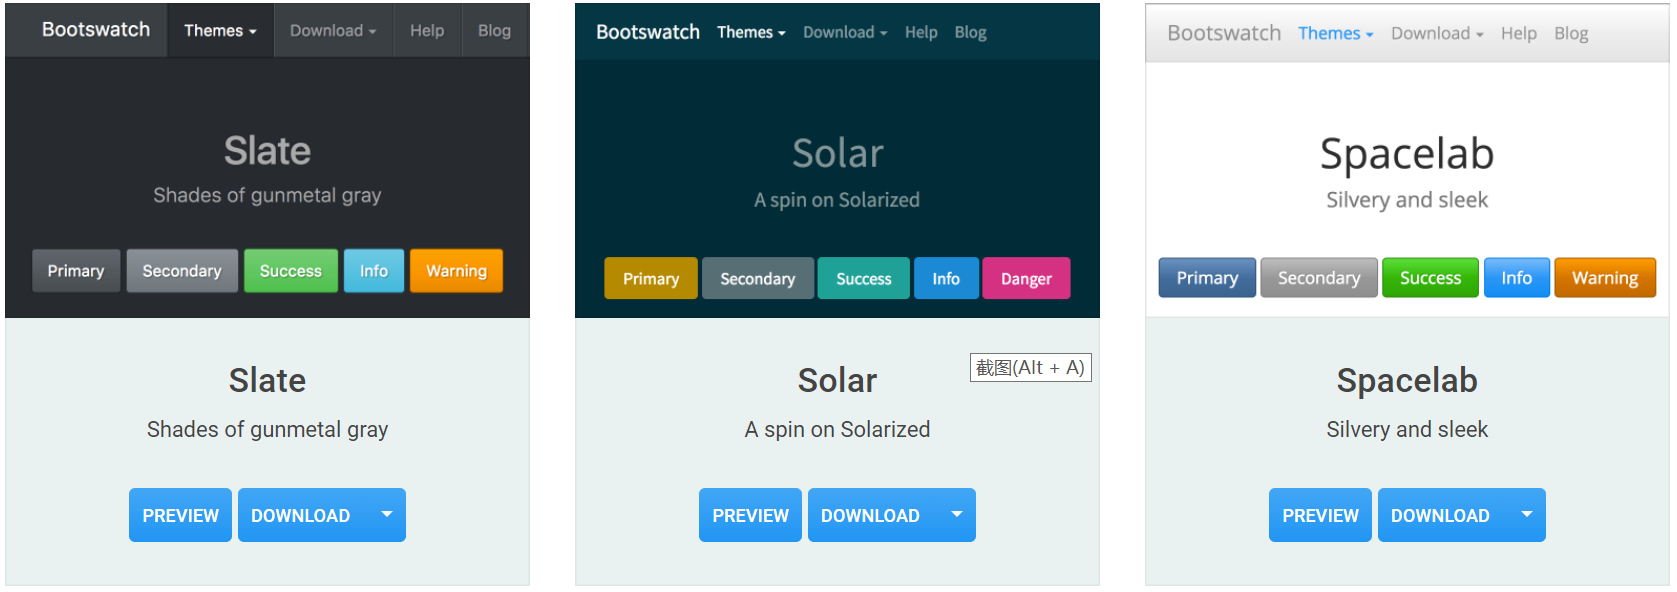 Bootswatch Themes Download Help Blog
Slate
Shades of gunmetal gray
Primary Secondary Success Info Warning
Slate
Shades of gunmetal gray
PREVIEW DOWNLOAD
Bootswatch Themes Download Help Blog
Solar
A spin on Solarized
Primary Secondary Success Info Danger
截图(Alt + A)
Solar
A spin on Solarized
PREVIEW DOWNLOAD
Bootswatch Themes Download Help Blog
Spacelab
Silvery and sleek
Primary Secondary Success Info Warning
Spacelab
Silvery and sleek
PREVIEW DOWNLOAD